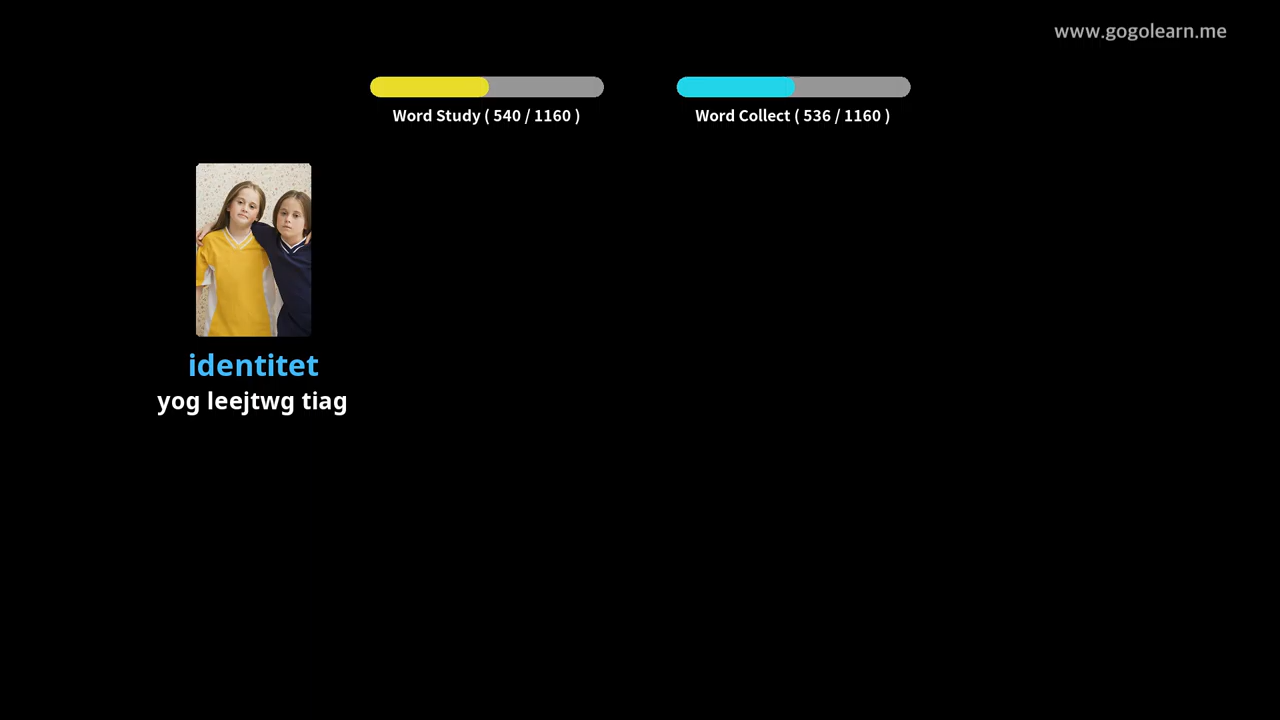 www.gogolearn.me
Word Study ( 540 / 1160 )
Word Collect ( 536 / 1160 )
identitet
yog leejtwg tiag